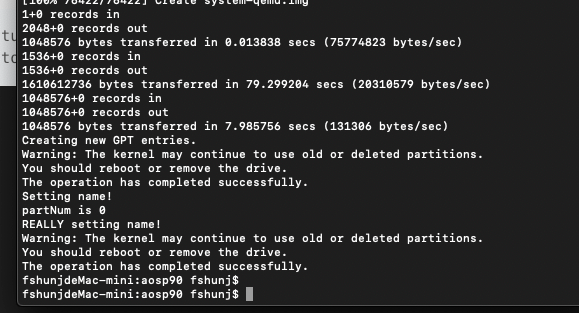 [100% 78422/78422] Create system-qemu.img
1+0 records in
2048+0 records out
1048576 bytes transferred in 0.013838 secs (75774823 bytes/sec)
1536+0 records in
1536+0 records out
1610612736 bytes transferred in 79.299204 secs (20310579 bytes/sec)
1048576+0 records in
1048576+0 records out
1048576 bytes transferred in 7.985756 secs (131306 bytes/sec)
Creating new GPT entries.
Warning: The kernel may continue to use old or deleted partitions.
You should reboot or remove the drive.
The operation has completed successfully.
Setting name!
partNum is 0
REALLY setting name!
Warning: The kernel may continue to use old or deleted partitions.
You should reboot or remove the drive.
The operation has completed successfully.
fshunjdeMac-mini:aosp90 fshunj$
fshunjdeMac-mini:aosp90 fshunj$